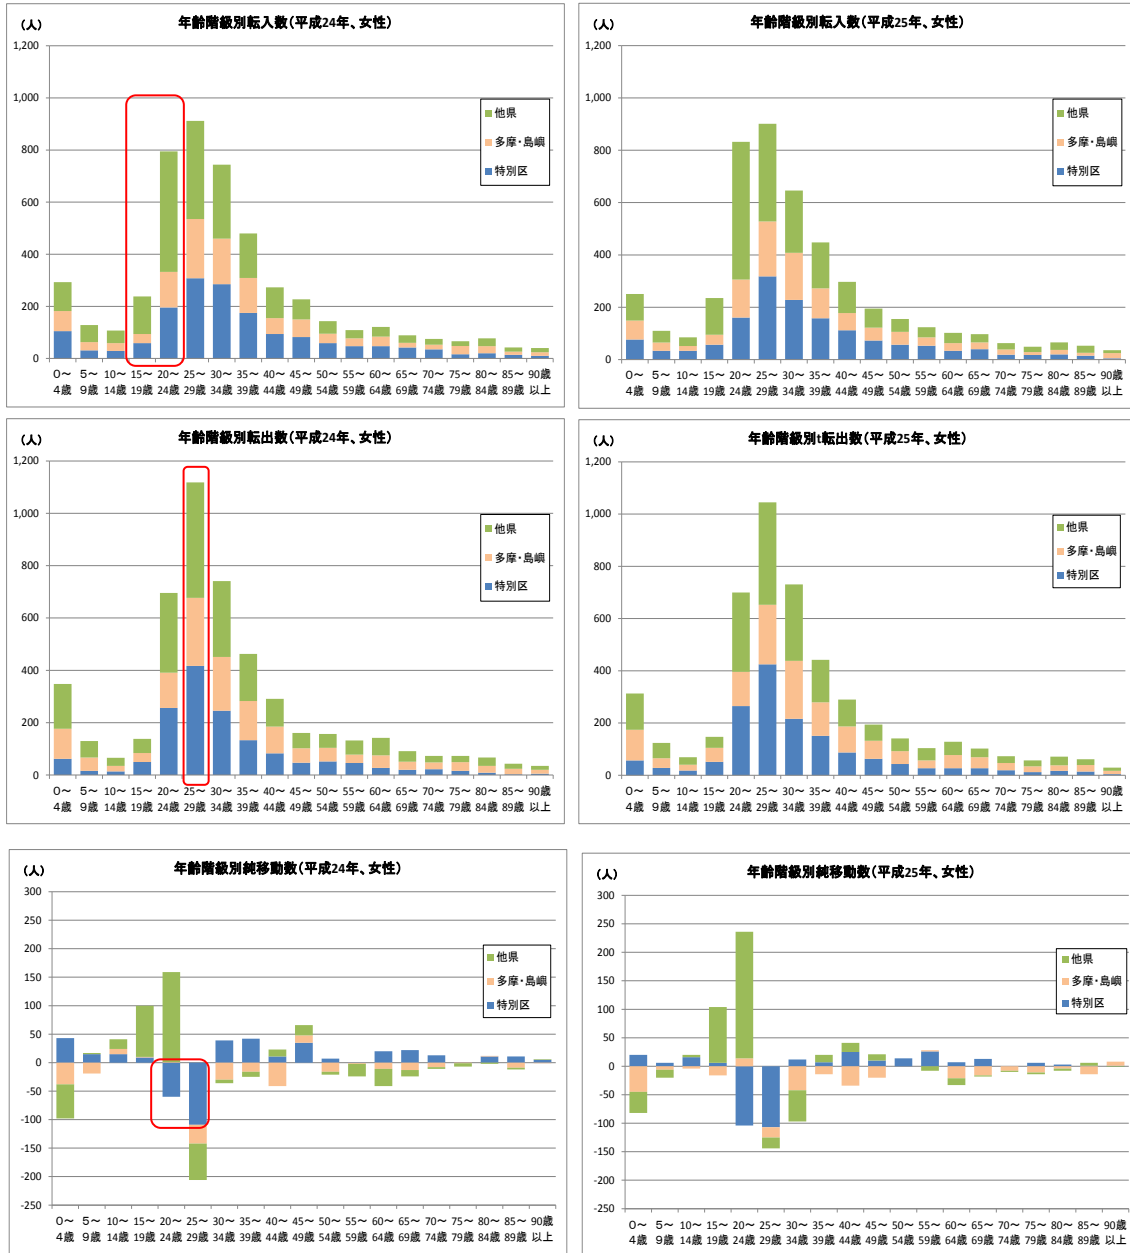 年齢階級別転入数(平成24年、女性)
(人)
1,200
1,000
800
600
400
200
0
他県
多摩・島嶼
特別区
0～ 5～ 10～ 15～ 20～ 25～ 30～ 35～ 40～ 45～ 50～ 55～ 60～ 65～ 70～ 75～ 80～ 85～ 90歳
4歳 9歳 14歳 19歳 24歳 29歳 34歳 39歳 44歳 49歳 54歳 59歳 64歳 69歳 74歳 79歳 84歳 89歳 以上
年齢階級別転入数(平成25年、女性)
(人)
1,200
1,000
800
600
400
200
0
他県
多摩・島嶼
特別区
0～ 5～ 10～ 15～ 20～ 25～ 30～ 35～ 40～ 45～ 50～ 55～ 60～ 65～ 70～ 75～ 80～ 85～ 90歳
4歳 9歳 14歳 19歳 24歳 29歳 34歳 39歳 44歳 49歳 54歳 59歳 64歳 69歳 74歳 79歳 84歳 89歳 以上
年齢階級別転出数(平成24年、女性)
(人)
1,200
1,000
800
600
400
200
0
他県
多摩・島嶼
特別区
0～ 5～ 10～ 15～ 20～ 25～ 30～ 35～ 40～ 45～ 50～ 55～ 60～ 65～ 70～ 75～ 80～ 85～ 90歳
4歳 9歳 14歳 19歳 24歳 29歳 34歳 39歳 44歳 49歳 54歳 59歳 64歳 69歳 74歳 79歳 84歳 89歳 以上
年齢階級別t転出数(平成25年、女性)
(人)
1,200
1,000
800
600
400
200
0
他県
多摩・島嶼
特別区
0～ 5～ 10～ 15～ 20～ 25～ 30～ 35～ 40～ 45～ 50～ 55～ 60～ 65～ 70～ 75～ 80～ 85～ 90歳
4歳 9歳 14歳 19歳 24歳 29歳 34歳 39歳 44歳 49歳 54歳 59歳 64歳 69歳 74歳 79歳 84歳 89歳 以上
年齢階級別純移動数(平成24年、女性)
(人)
300
250
200
150
100
50
0
-50
-100
-150
-200
-250
他県
多摩・島嶼
特別区
0～ 5～ 10～ 15～ 20～ 25～ 30～ 35～ 40～ 45～ 50～ 55～ 60～ 65～ 70～ 75～ 80～ 85～ 90歳
4歳 9歳 14歳 19歳 24歳 29歳 34歳 39歳 44歳 49歳 54歳 59歳 64歳 69歳 74歳 79歳 84歳 89歳 以上
年齢階級別純移動数(平成25年、女性)
(人)
300
250
200
150
100
50
0
-50
-100
-150
-200
-250
他県
多摩・島嶼
特別区
0～ 5～ 10～ 15～ 20～ 25～ 30～ 35～ 40～ 45～ 50～ 55～ 60～ 65～ 70～ 75～ 80～ 85～ 90歳
4歳 9歳 14歳 19歳 24歳 29歳 34歳 39歳 44歳 49歳 54歳 59歳 64歳 69歳 74歳 79歳 84歳 89歳 以上